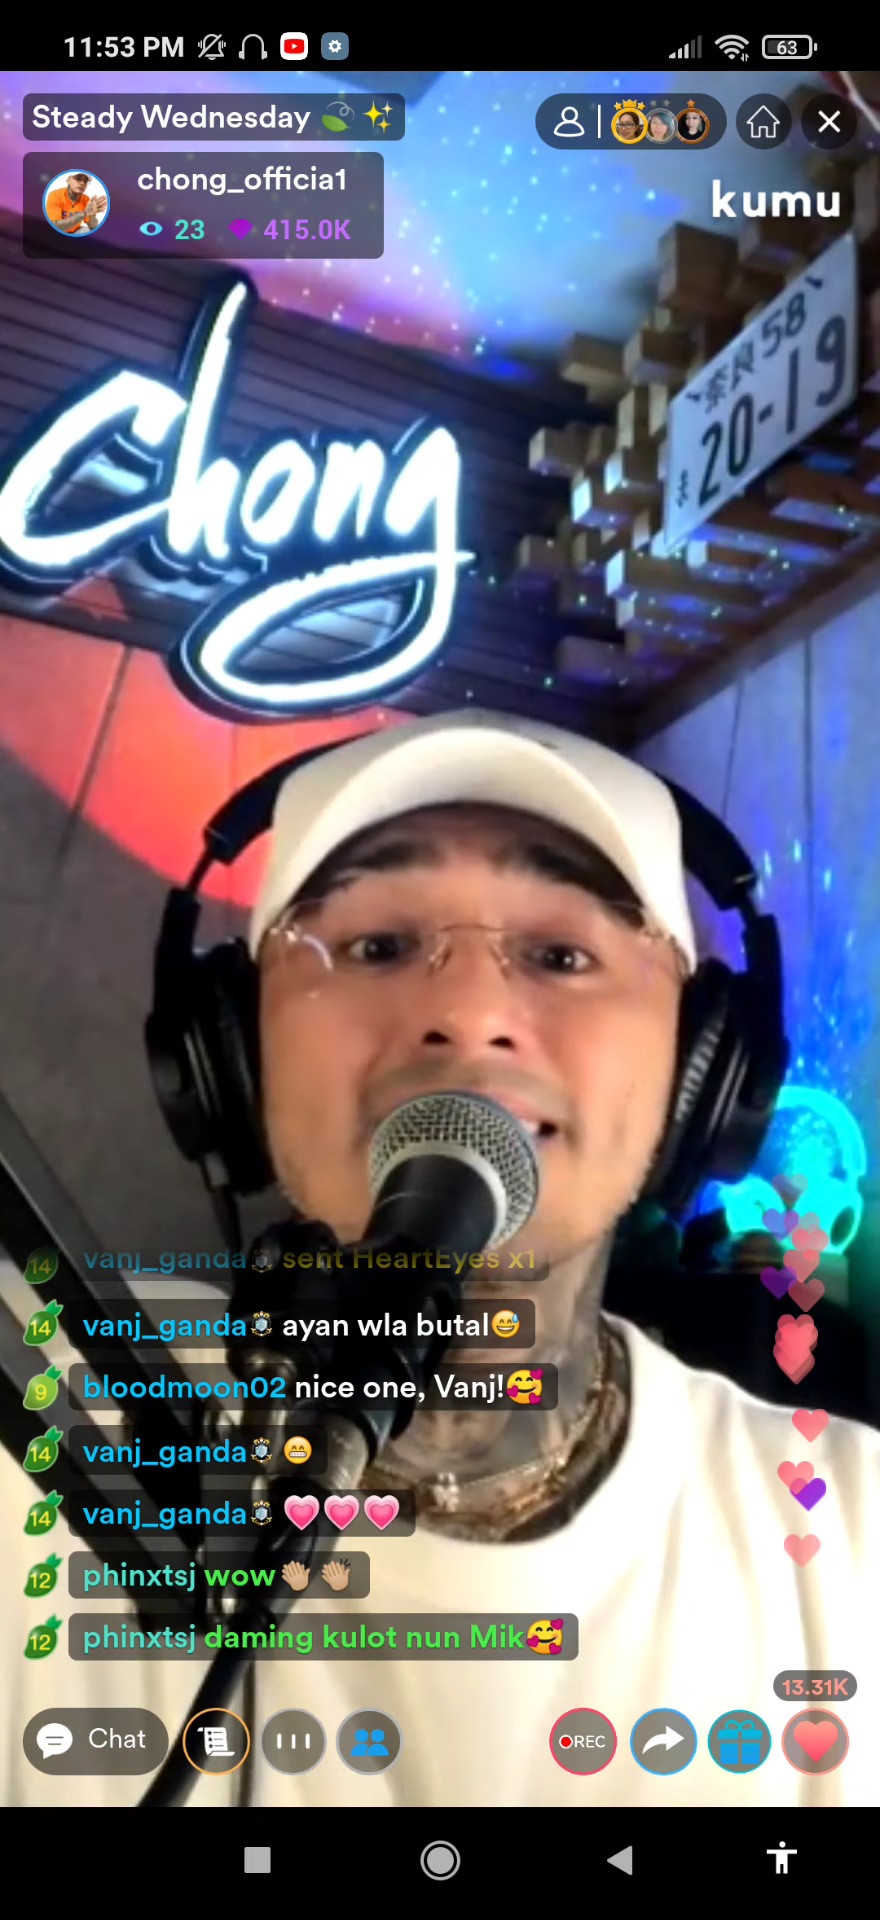 11:53 PM
63
Steady Wednesday 🍃✨
chong_officia1
23 415.0K
kumu
Chong
奈良 58
20-19
14 vanj_ganda sent HeartEyes x1
14 vanj_ganda ayan wla butal😅
9 bloodmoon02 nice one, Vanj!🥰
14 vanj_ganda 😁
14 vanj_ganda 💗💗💗
12 phinxtsj wow👏🏼👏🏼
12 phinxtsj daming kulot nun Mik🥰
13.31K
Chat
REC